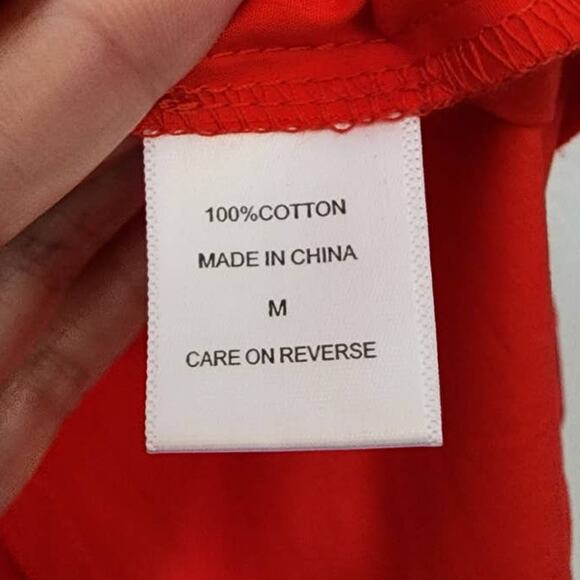 100%COTTON
MADE IN CHINA
M
CARE ON REVERSE